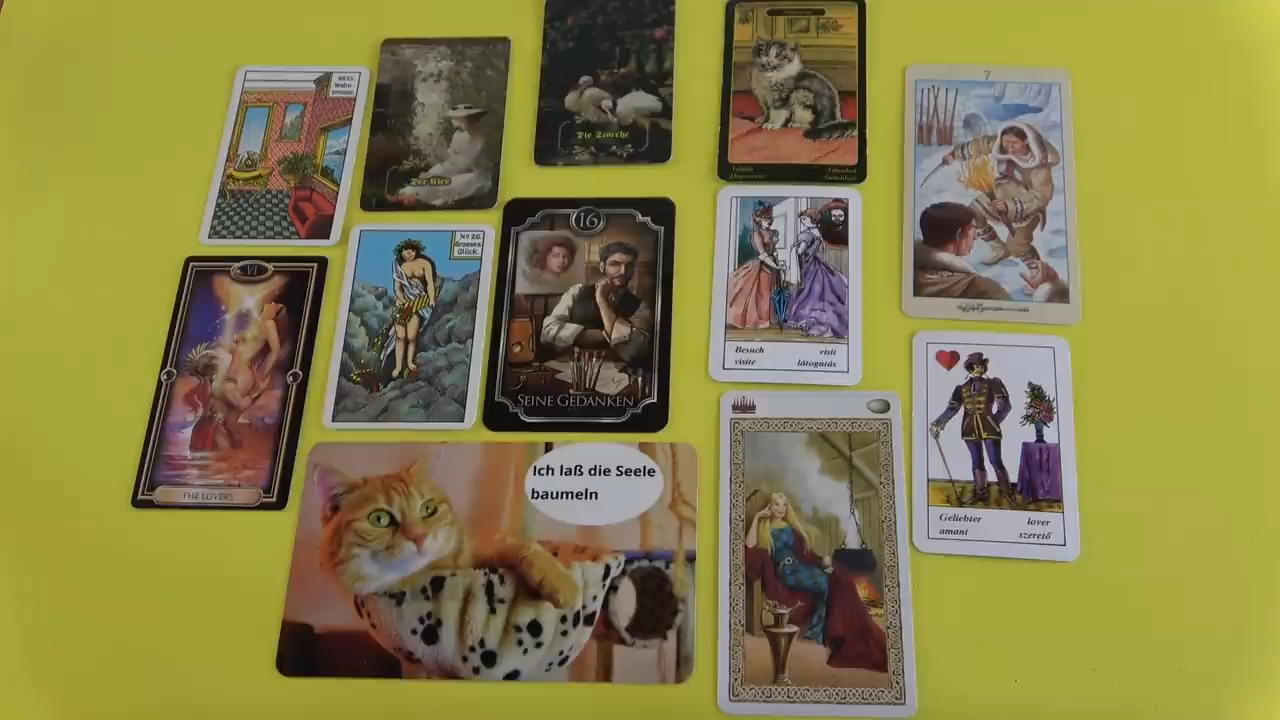 Der Klee
Die Störche
7
VI
THE LOVERS
No 26.
Grosses
Glück.
16
SEINE GEDANKEN
Besuch visit
visite látogatás
Ich laß die Seele
baumeln
Geliebter lover
amant szerető